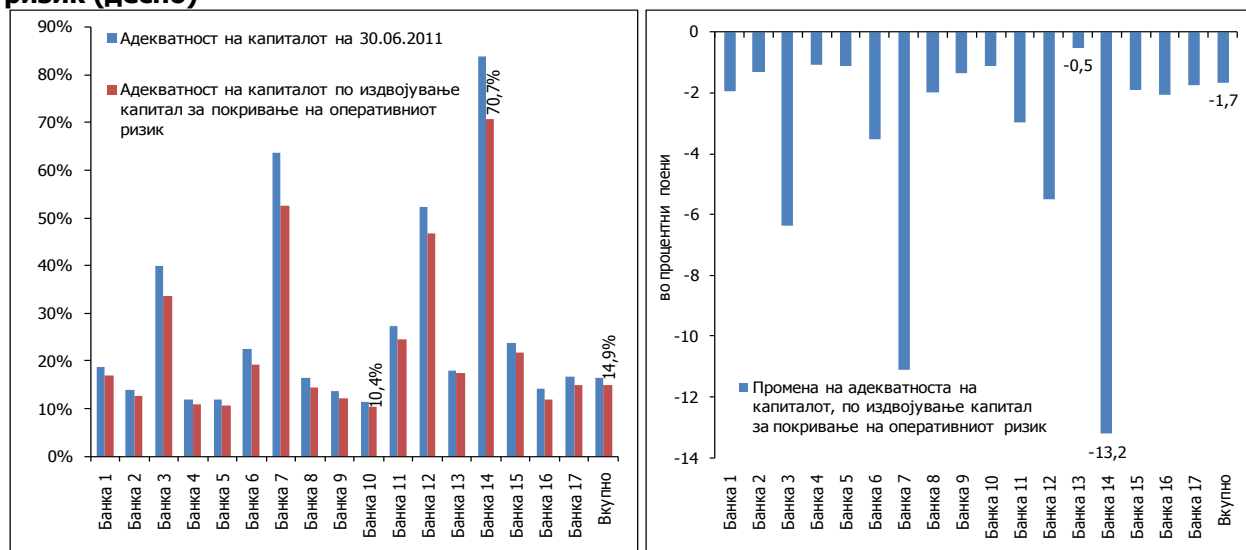 ризик (десно)
90%
80%
70%
60%
50%
40%
30%
20%
10%
0%
Адекватност на капиталот на 30.06.2011
Адекватност на капиталот по издвојување
капитал за покривање на оперативниот
ризик
10,4%
70,7%
14,9%
Банка 1
Банка 2
Банка 3
Банка 4
Банка 5
Банка 6
Банка 7
Банка 8
Банка 9
Банка 10
Банка 11
Банка 12
Банка 13
Банка 14
Банка 15
Банка 16
Банка 17
Вкупно
0
-2
-4
-6
-8
-10
-12
-14
во процентни поени
-0,5
-1,7
-13,2
Промена на адекватноста на
капиталот, по издвојување капитал
за покривање на оперативниот ризик
Банка 1
Банка 2
Банка 3
Банка 4
Банка 5
Банка 6
Банка 7
Банка 8
Банка 9
Банка 10
Банка 11
Банка 12
Банка 13
Банка 14
Банка 15
Банка 16
Банка 17
Вкупно